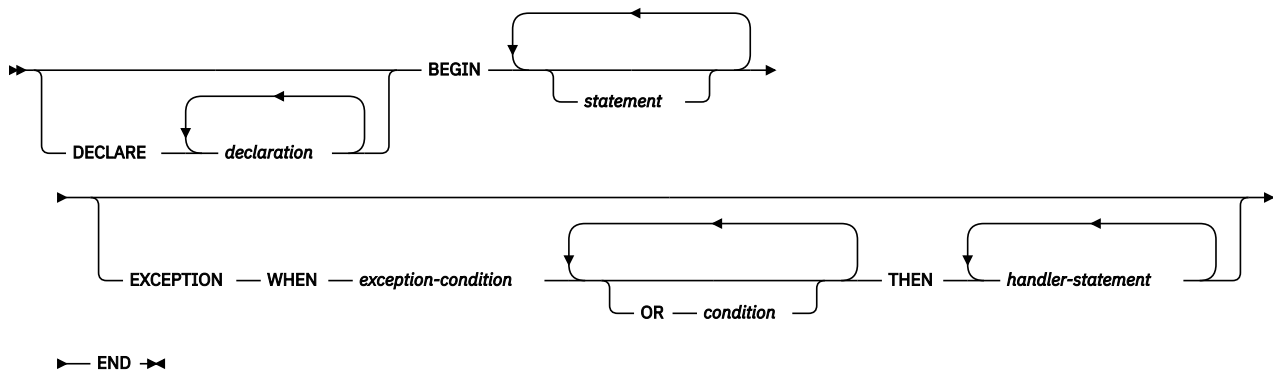 BEGIN
statement
DECLARE declaration
EXCEPTION WHEN exception-condition THEN handler-statement
OR condition
END